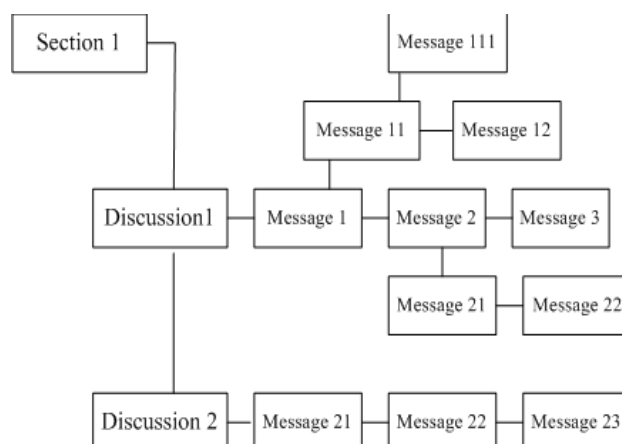 Section 1
Message 111
Message 11
Message 12
Discussion1
Message 1
Message 2
Message 3
Message 21
Message 22
Discussion 2
Message 21
Message 22
Message 23